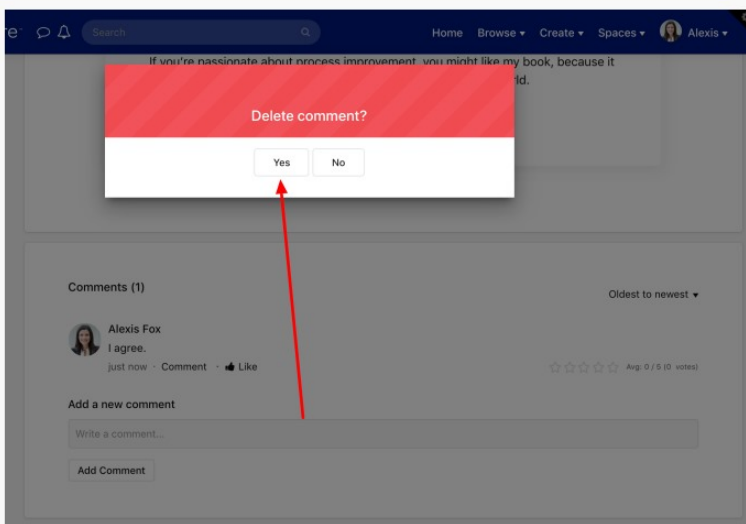 re
Search
Home Browse ▾ Create ▾ Spaces ▾ Alexis ▾
If you're passionate about process improvement, you might like my book, because it
Delete comment?
Yes No
Comments (1)
Oldest to newest ▾
Alexis Fox
I agree.
just now · Comment · Like
Avg: 0 / 5 (0 votes)
Add a new comment
Write a comment...
Add Comment